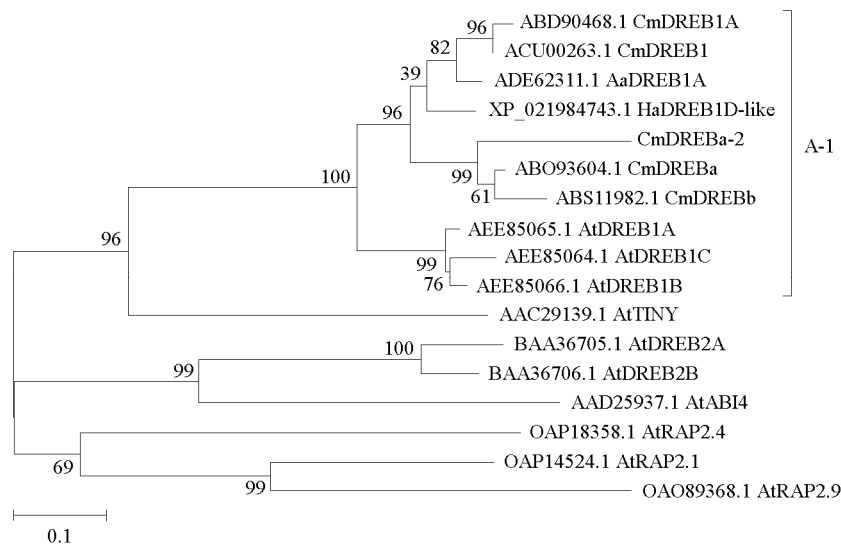 96
ABD90468.1 CmDREB1A
82
ACU00263.1 CmDREB1
39
ADE62311.1 AaDREB1A
96
XP_021984743.1 HaDREB1D-like
CmDREBa-2
A-1
100
99
ABO93604.1 CmDREBa
61
ABS11982.1 CmDREBb
96
AEE85065.1 AtDREB1A
99
AEE85064.1 AtDREB1C
76
AEE85066.1 AtDREB1B
AAC29139.1 AtTINY
100
BAA36705.1 AtDREB2A
99
BAA36706.1 AtDREB2B
AAD25937.1 AtABI4
OAP18358.1 AtRAP2.4
69
OAP14524.1 AtRAP2.1
99
OAO89368.1 AtRAP2.9
0.1